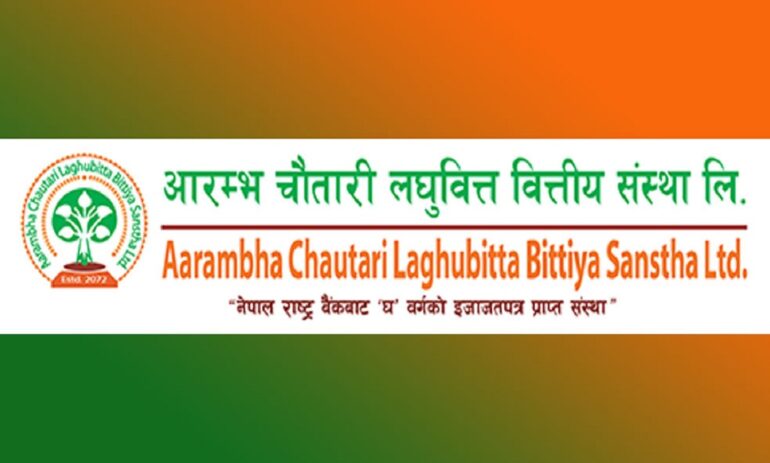 Aarambha Chautari Laghubitta Bittiya Sanstha Ltd.
Estd. 2072
आरम्भ चौतारी लघुवित्त वित्तीय संस्था लि.
Aarambha Chautari Laghubitta Bittiya Sanstha Ltd.
“नेपाल राष्ट्र बैंकबाट ‘घ’ वर्गको इजाजतपत्र प्राप्त संस्था”